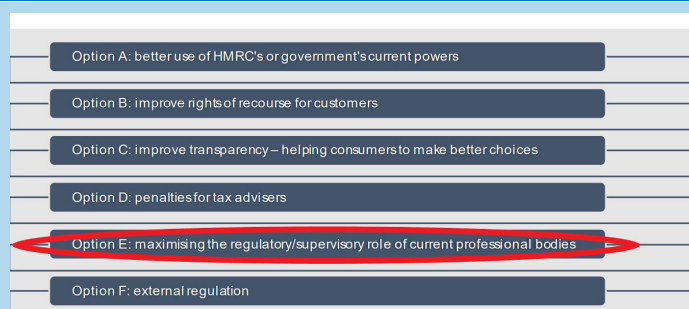 Option A: better use of HMRC's or government's current powers
Option B: improve rights of recourse for customers
Option C: improve transparency – helping consumers to make better choices
Option D: penalties for tax advisers
Option E: maximising the regulatory/supervisory role of current professional bodies
Option F: external regulation